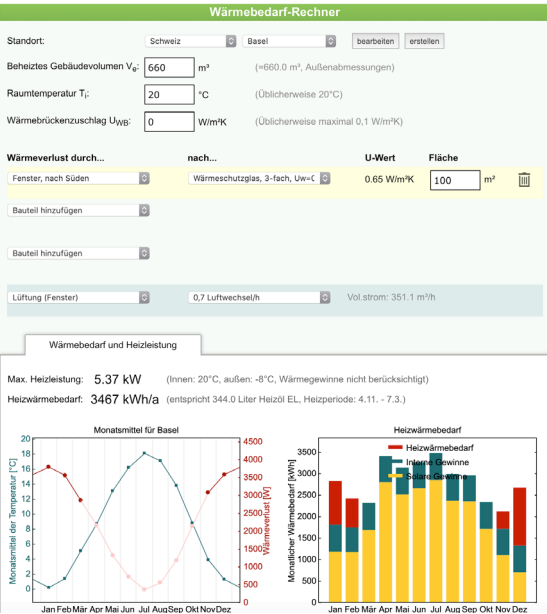 Wärmebedarf-Rechner
Standort: Schweiz Basel bearbeiten erstellen
Beheiztes Gebäudevolumen Ve: 660 m³ (=660.0 m³, Außenabmessungen)
Raumtemperatur Ti: 20 °C (Üblicherweise 20°C)
Wärmebrückenzuschlag UWB: 0 W/m²K (Üblicherweise maximal 0,1 W/m²K)
Wärmeverlust durch... nach... U-Wert Fläche
Fenster, nach Süden Wärmeschutzglas, 3-fach, Uw=0 0.65 W/m²K 100 m²
Bauteil hinzufügen
Bauteil hinzufügen
Lüftung (Fenster) 0,7 Luftwechsel/h Vol.strom: 351.1 m³/h
Wärmebedarf und Heizleistung
Max. Heizleistung: 5.37 kW (Innen: 20°C, außen: -8°C, Wärmegewinne nicht berücksichtigt)
Heizwärmebedarf: 3467 kWh/a (entspricht 344.0 Liter Heizöl EL, Heizperiode: 4.11. - 7.3.)
Monatsmittel für Basel
Monatsmittel der Temperatur [°C]
20
18
16
14
12
10
8
6
4
2
0
4500
4000
3500
3000
2500
2000
1500
1000
500
0
Wärmeverlust [W]
Jan Feb Mär Apr Mai Jun Jul Aug Sep Okt Nov Dez
Heizwärmebedarf
Monatlicher Wärmebedarf [kWh]
3500
3000
2500
2000
1500
1000
500
0
Heizwärmebedarf
Interne Gewinne
Solare Gewinne
Jan Feb Mär Apr Mai Jun Jul Aug Sep Okt Nov Dez